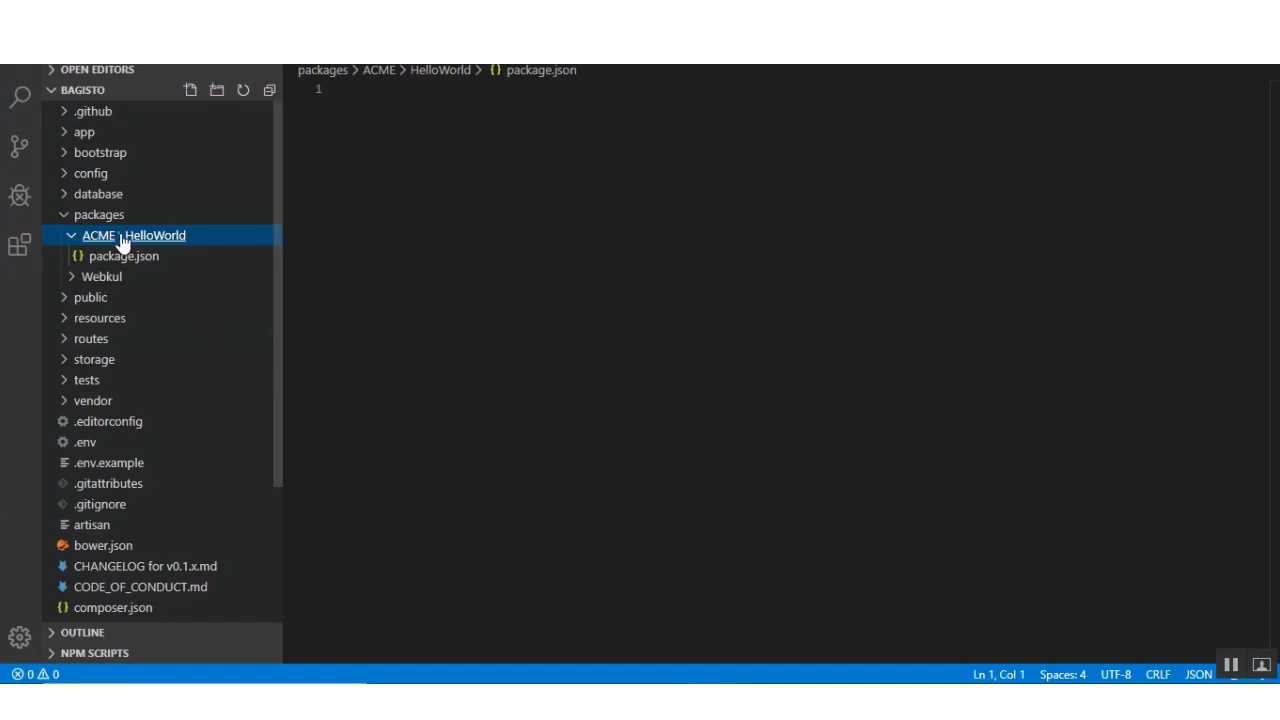 OPEN EDITORS
packages > ACME > HelloWorld > {} package.json
BAGISTO
1
.github
app
bootstrap
config
database
packages
ACME HelloWorld
{} package.json
Webkul
public
resources
routes
storage
tests
vendor
.editorconfig
.env
.env.example
.gitattributes
.gitignore
artisan
bower.json
CHANGELOG for v0.1.x.md
CODE_OF_CONDUCT.md
{} composer.json
OUTLINE
NPM SCRIPTS
0 0 Ln 1, Col 1 Spaces: 4 UTF-8 CRLF JSON